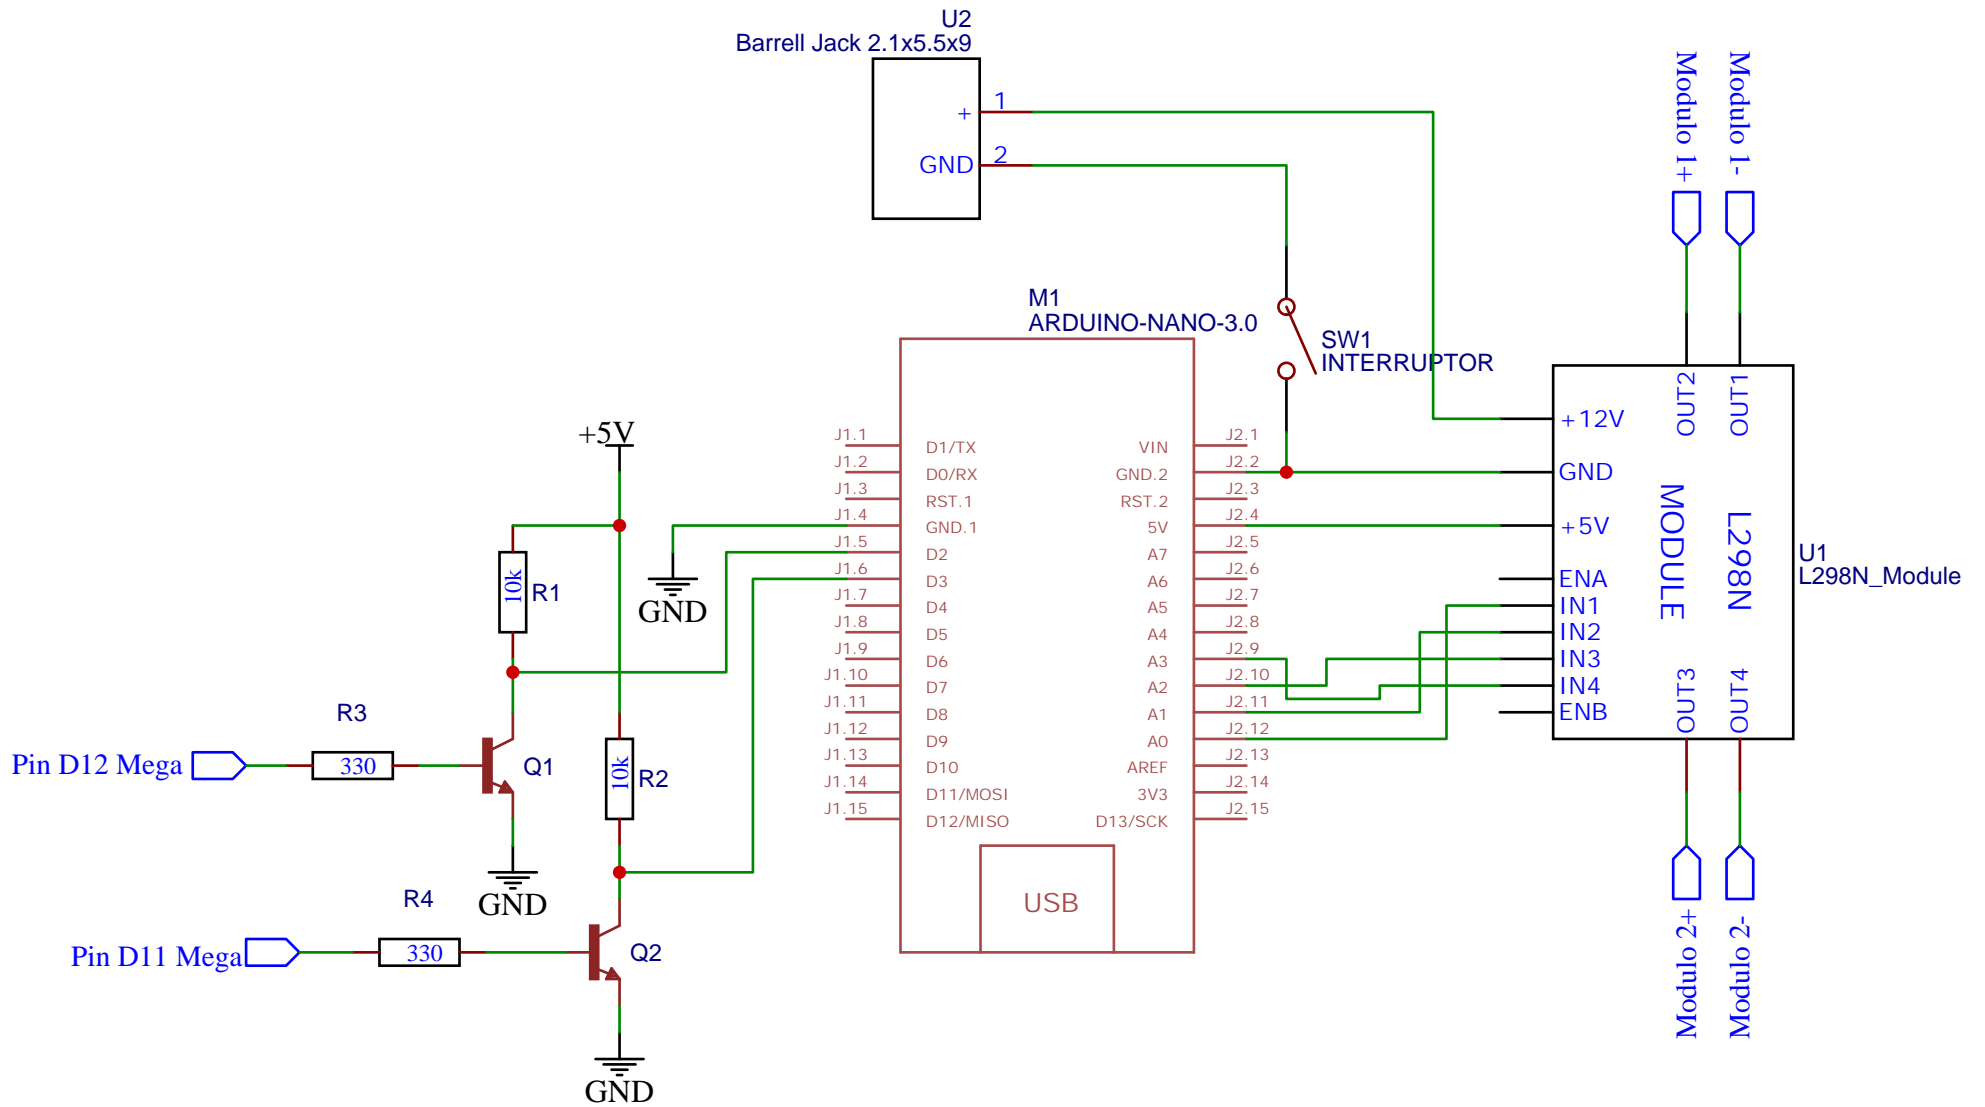 U2
Barrell Jack 2.1x5.5x9
+
1
GND
2
Modulo 1+
Modulo 1-
M1
ARDUINO-NANO-3.0
SW1
INTERRUPTOR
J1.1
J1.2
J1.3
J1.4
J1.5
J1.6
J1.7
J1.8
J1.9
J1.10
J1.11
J1.12
J1.13
J1.14
J1.15
D1/TX
D0/RX
RST.1
GND.1
D2
D3
D4
D5
D6
D7
D8
D9
D10
D11/MOSI
D12/MISO
VIN
GND.2
RST.2
5V
A7
A6
A5
A4
A3
A2
A1
A0
AREF
3V3
D13/SCK
J2.1
J2.2
J2.3
J2.4
J2.5
J2.6
J2.7
J2.8
J2.9
J2.10
J2.11
J2.12
J2.13
J2.14
J2.15
USB
+12V
GND
+5V
ENA
IN1
IN2
IN3
IN4
ENB
OUT2
OUT1
L298N
MODULE
OUT3
OUT4
U1
L298N_Module
Modulo 2+
Modulo 2-
+5V
10k
R1
GND
R3
Pin D12 Mega
330
Q1
10k
R2
GND
R4
Pin D11 Mega
330
Q2
GND